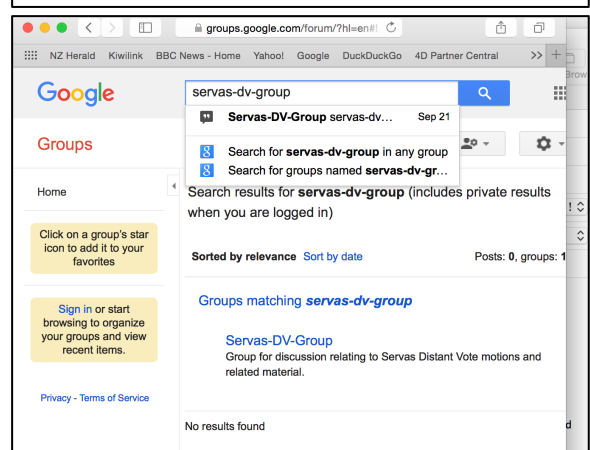 groups.google.com/forum/?hl=en#!
NZ Herald Kiwilink BBC News - Home Yahoo! Google DuckDuckGo 4D Partner Central >> +
Google
servas-dv-group
Servas-DV-Group servas-dv… Sep 21
Search for servas-dv-group in any group
Search for groups named servas-dv-gr…
Groups
Home
Click on a group's star
icon to add it to your
favorites
Sign in or start
browsing to organize
your groups and view
recent items.
Privacy - Terms of Service
Search results for servas-dv-group (includes private results
when you are logged in)
Sorted by relevance Sort by date Posts: 0, groups: 1
Groups matching servas-dv-group
Servas-DV-Group
Group for discussion relating to Servas Distant Vote motions and
related material.
No results found